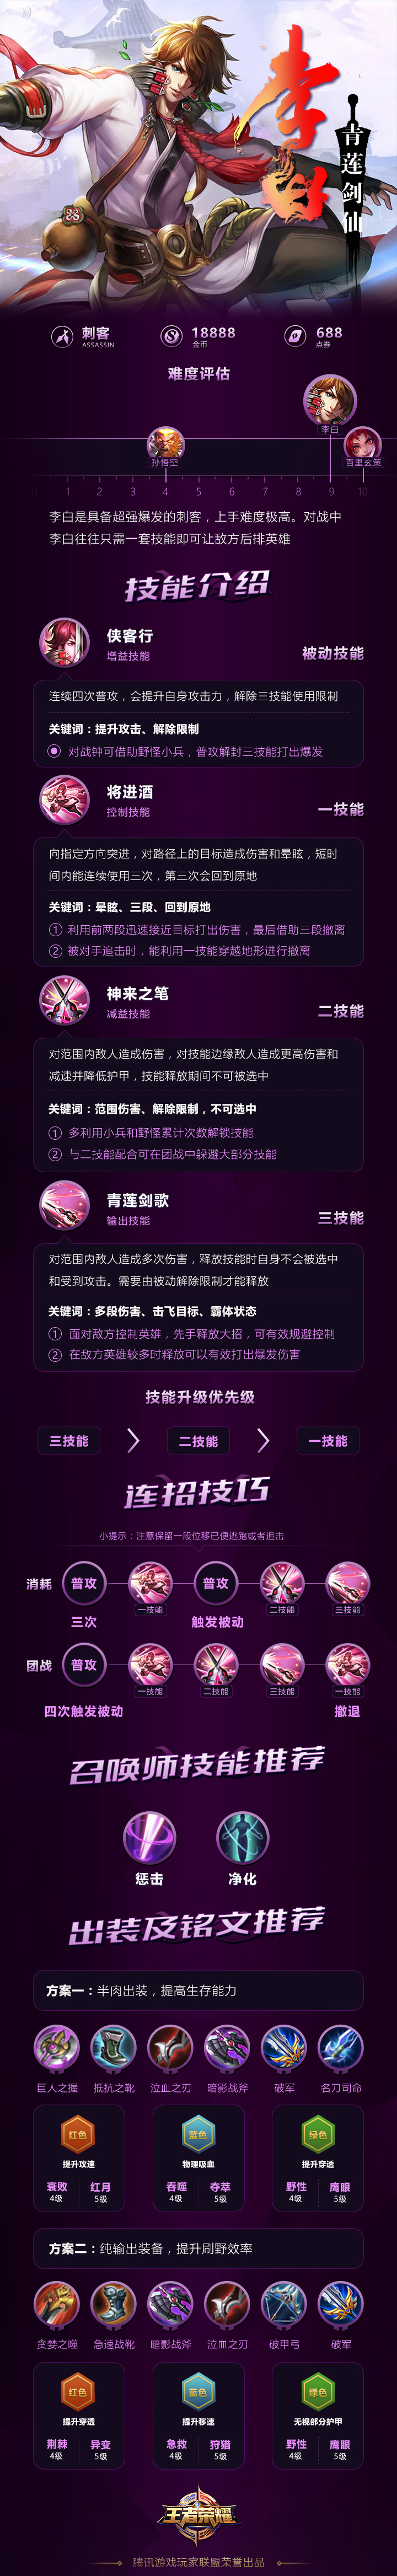 李白
青莲剑仙
刺客
ASSASSIN
18888
金币
688
点券
难度评估
李白
孙悟空
百里玄策
0 1 2 3 4 5 6 7 8 9 10
李白是具备超强爆发的刺客，上手难度极高。对战中
李白往往只需一套技能即可让敌方后排英雄
技能介绍
侠客行
增益技能
被动技能
连续四次普攻，会提升自身攻击力，解除三技能使用限制
关键词：提升攻击、解除限制
对战钟可借助野怪小兵，普攻解封三技能打出爆发
将进酒
控制技能
一技能
向指定方向突进，对路径上的目标造成伤害和晕眩，短时
间内能连续使用三次，第三次会回到原地
关键词：晕眩、三段、回到原地
① 利用前两段迅速接近目标打出伤害，最后借助三段撤离
② 被对手追击时，能利用一技能穿越地形进行撤离
神来之笔
减益技能
二技能
对范围内敌人造成伤害，对技能边缘敌人造成更高伤害和
减速并降低护甲，技能释放期间不可被选中
关键词：范围伤害、解除限制，不可选中
① 多利用小兵和野怪累计次数解锁技能
② 与二技能配合可在团战中躲避大部分技能
青莲剑歌
输出技能
三技能
对范围内敌人造成多次伤害，释放技能时自身不会被选中
和受到攻击。需要由被动解除限制才能释放
关键词：多段伤害、击飞目标、霸体状态
① 面对敌方控制英雄，先手释放大招，可有效规避控制
② 在敌方英雄较多时释放可以有效打出爆发伤害
技能升级优先级
三技能 > 二技能 > 一技能
连招技巧
小提示：注意保留一段位移已便逃跑或者追击
消耗
普攻 普攻
一技能 二技能 三技能
三次 触发被动
团战
普攻
一技能 二技能 三技能 一技能
四次触发被动 撤退
召唤师技能推荐
惩击 净化
出装及铭文推荐
方案一：半肉出装，提高生存能力
巨人之握 抵抗之靴 泣血之刃 暗影战斧 破军 名刀司命
红色 蓝色 绿色
提升攻速 物理吸血 提升穿透
衰败 红月 吞噬 夺萃 野性 鹰眼
4级 5级 4级 5级 4级 5级
方案二：纯输出装备，提升刷野效率
贪婪之噬 急速战靴 暗影战斧 泣血之刃 破甲弓 破军
红色 蓝色 绿色
提升穿透 提升移速 无视部分护甲
荆棘 异变 急救 狩猎 野性 鹰眼
4级 5级 4级 5级 4级 5级
王者荣耀
腾讯游戏玩家联盟荣誉出品